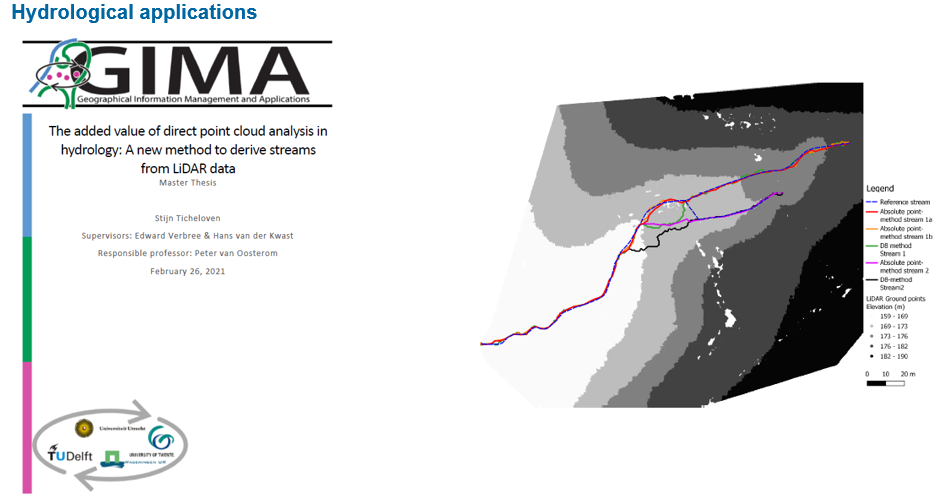 Hydrological applications
GIMA
Geographical Information Management and Applications
The added value of direct point cloud analysis in
hydrology: A new method to derive streams
from LiDAR data
Master Thesis
Stijn Ticheloven
Supervisors: Edward Verbree & Hans van der Kwast
Responsible professor: Peter van Oosterom
February 26, 2021
Universiteit Utrecht
TUDelft
UNIVERSITY OF TWENTE.
WAGENINGEN UR
Legend
Reference stream
Absolute point-
method stream 1a
Absolute point-
method stream 1b
D8 method
Stream 1
Absolute point-
method stream 2
D8-method
Stream2
LiDAR Ground points
Elevation (m)
159 - 169
169 - 173
173 - 176
176 - 182
182 - 190
0 10 20 m